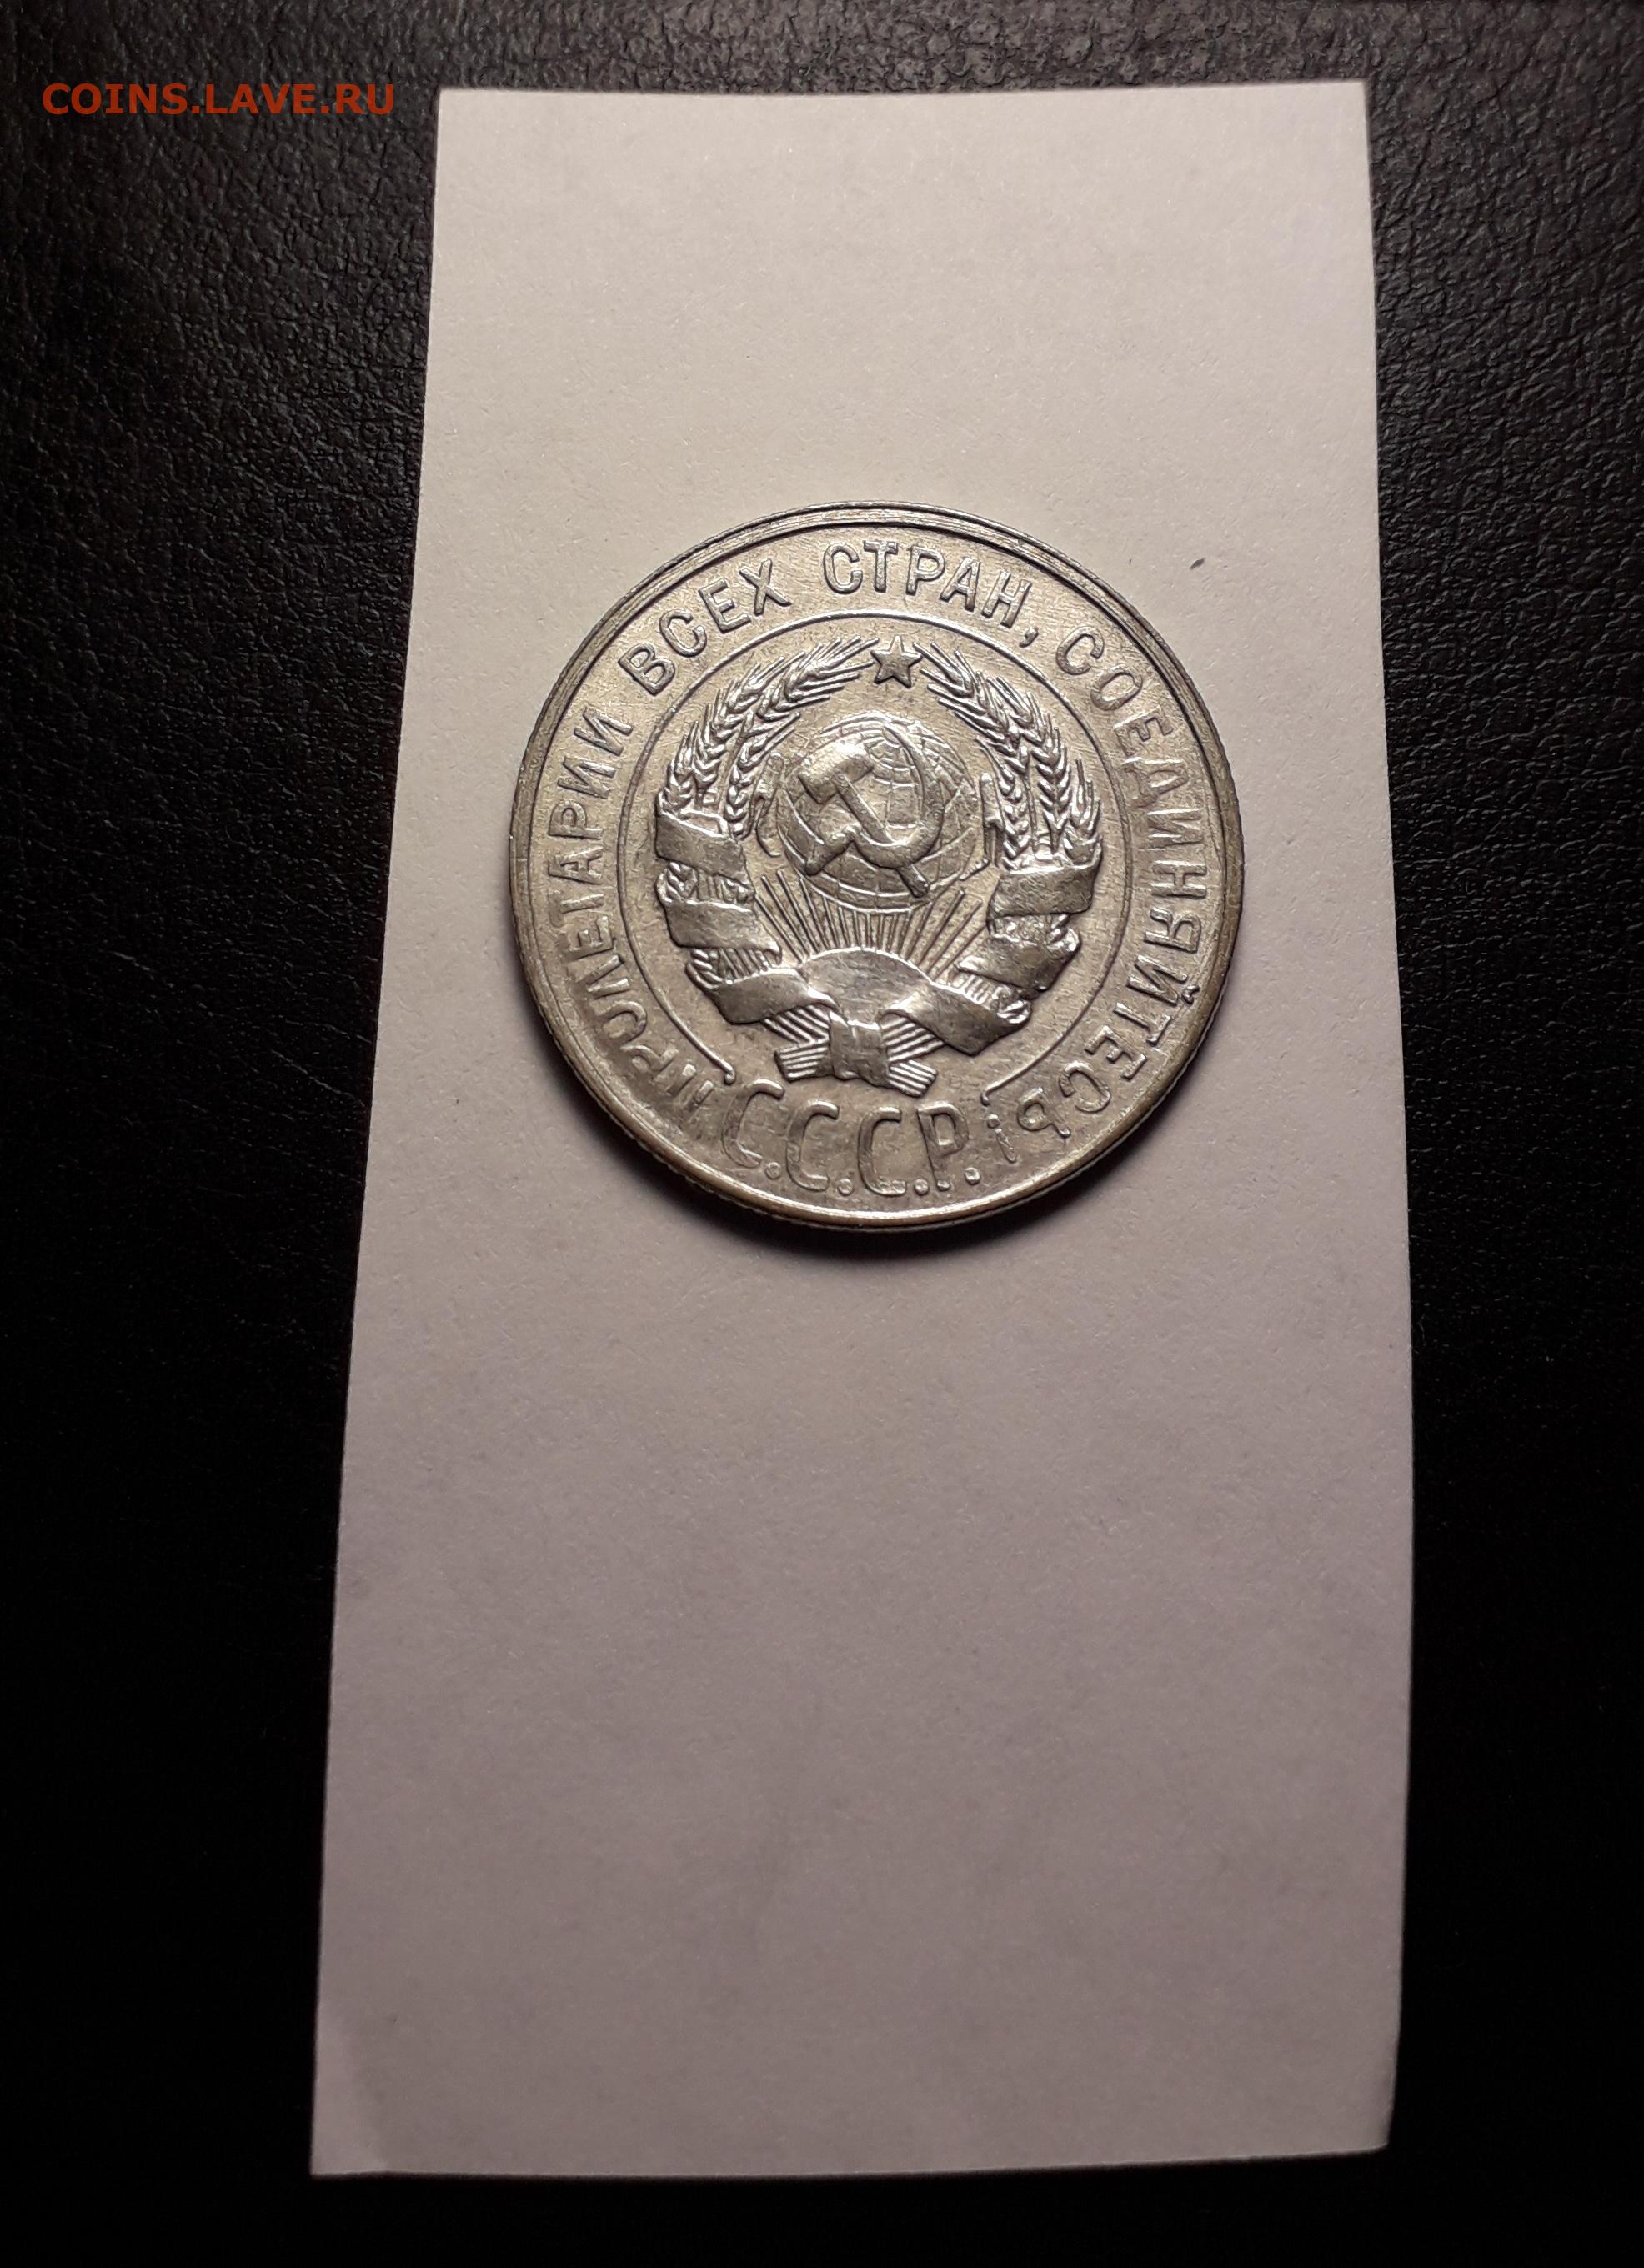 COINS.LAVE.RU
ПРОЛЕТАРИИ ВСЕХ СТРАН, СОЕДИНЯЙТЕСЬ!
С.С.С.Р.